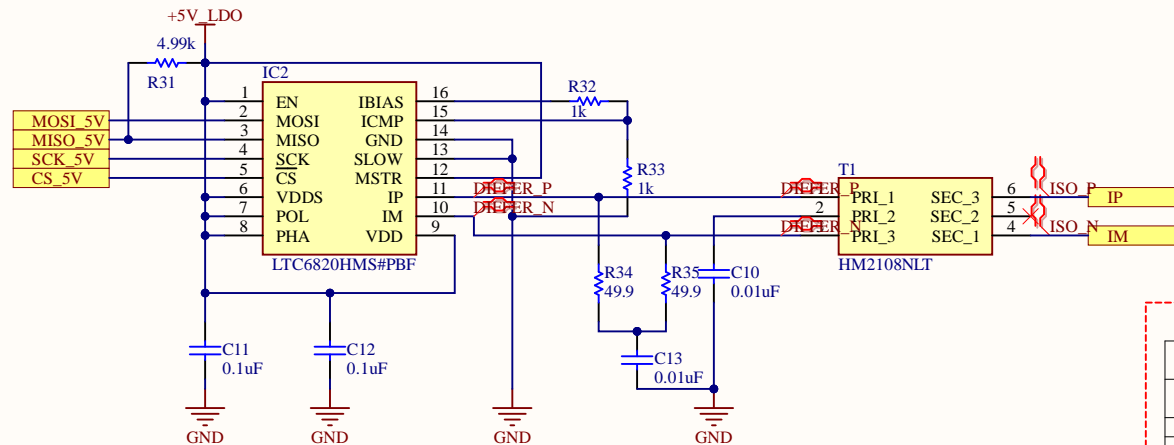 +5V_LDO
4.99k
R31
IC2
1 EN IBIAS 16
2 MOSI ICMP 15
3 MISO GND 14
4 SCK SLOW 13
5 CS MSTR 12
6 VDDS IP 11
7 POL IM 10
8 PHA VDD 9
LTC6820HMS#PBF
MOSI_5V
MISO_5V
SCK_5V
CS_5V
R32
1k
R33
1k
DIFFER_P
DIFFER_N
DIFFER_P
DIFFER_N
T1
PRI_1 SEC_3 6
2 PRI_2 SEC_2 5
PRI_3 SEC_1 4
HM2108NLT
ISO_P
ISO_N
IP
IM
R34
49.9
R35
49.9
C10
0.01uF
C11
0.1uF
C12
0.1uF
C13
0.01uF
GND
GND
GND
GND